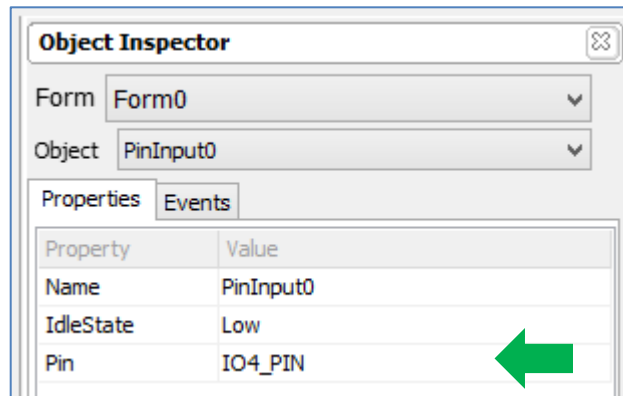 Object Inspector
Form Form0
Object PinInput0
Properties Events
Property Value
Name PinInput0
IdleState Low
Pin IO4_PIN